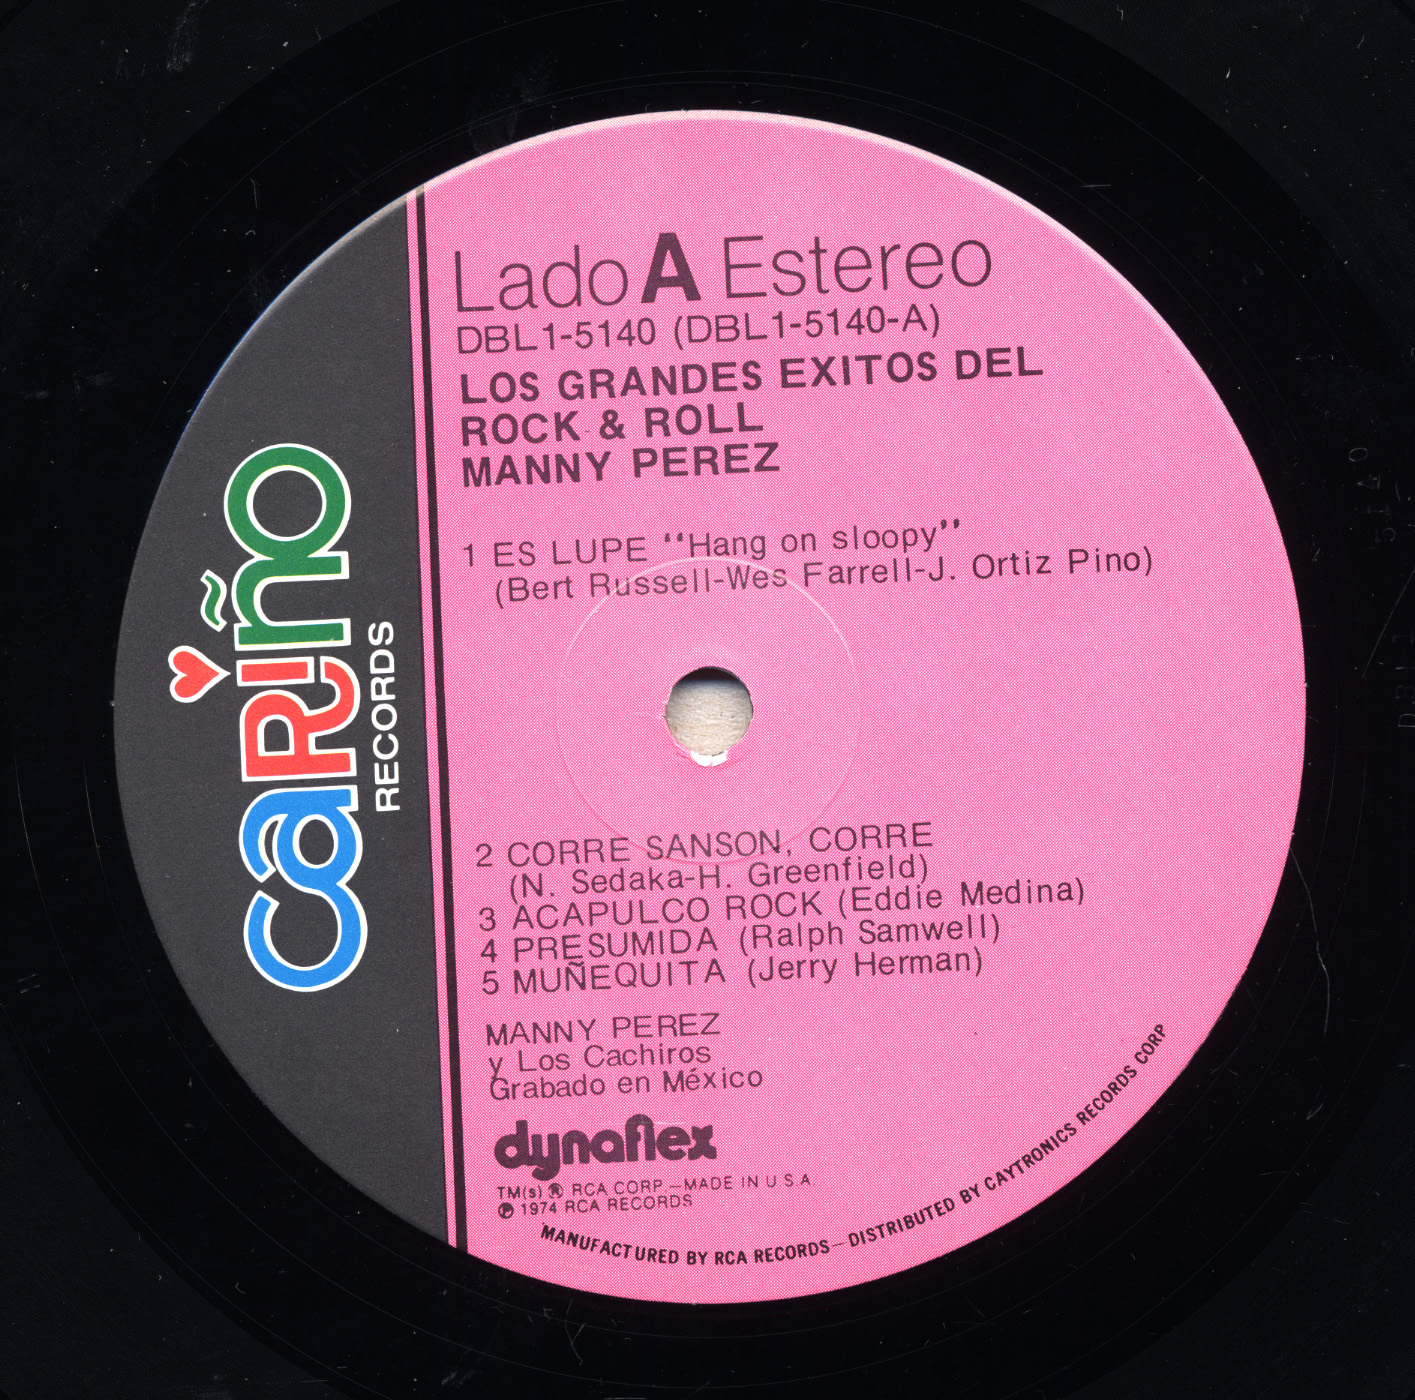 Lado A Estereo
DBL1-5140 (DBL1-5140-A)
LOS GRANDES EXITOS DEL
ROCK & ROLL
MANNY PEREZ
1 ES LUPE “Hang on sloopy”
(Bert Russell-Wes Farrell-J. Ortiz Pino)
2 CORRE SANSON, CORRE
(N. Sedaka-H. Greenfield)
3 ACAPULCO ROCK (Eddie Medina)
4 PRESUMIDA (Ralph Samwell)
5 MUÑEQUITA (Jerry Herman)
MANNY PEREZ
y Los Cachiros
Grabado en México
dynaflex
TM(s) ® RCA CORP.—MADE IN U.S.A.
℗ 1974 RCA RECORDS
MANUFACTURED BY RCA RECORDS—DISTRIBUTED BY CAYTRONICS RECORDS CORP
CaRiño
RECORDS
5140